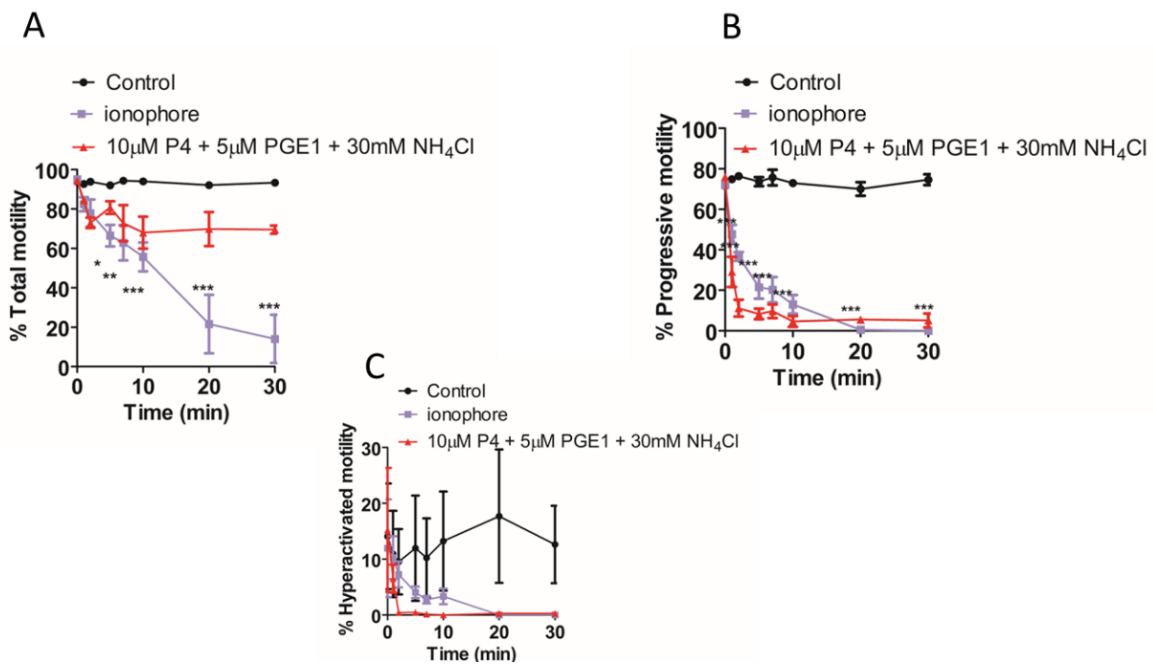 A
Control
ionophore
10μM P4 + 5μM PGE1 + 30mM NH₄Cl
% Total motility
100
80
60
40
20
0
*
**
***
***
***
0 10 20 30
Time (min)
B
Control
ionophore
10μM P4 + 5μM PGE1 + 30mM NH₄Cl
% Progressive motility
100
80
60
40
20
0
***
***
***
***
***
***
***
0 10 20 30
Time (min)
C
Control
ionophore
10μM P4 + 5μM PGE1 + 30mM NH₄Cl
% Hyperactivated motility
30
20
10
0
0 10 20 30
Time (min)